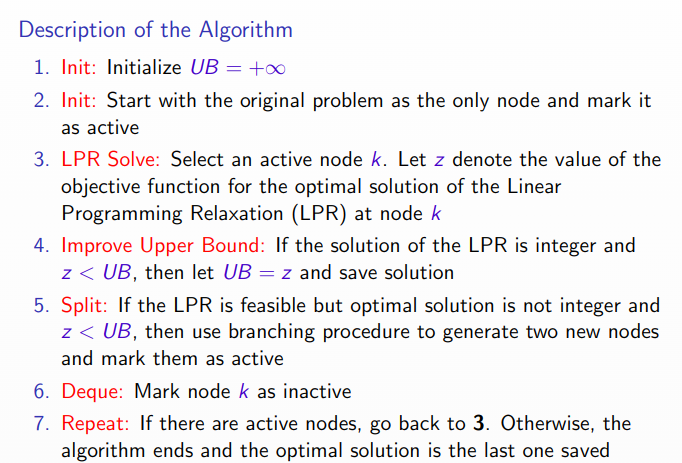 Description of the Algorithm
1. Init: Initialize UB = +∞
2. Init: Start with the original problem as the only node and mark it
as active
3. LPR Solve: Select an active node k. Let z denote the value of the
objective function for the optimal solution of the Linear
Programming Relaxation (LPR) at node k
4. Improve Upper Bound: If the solution of the LPR is integer and
z < UB, then let UB = z and save solution
5. Split: If the LPR is feasible but optimal solution is not integer and
z < UB, then use branching procedure to generate two new nodes
and mark them as active
6. Deque: Mark node k as inactive
7. Repeat: If there are active nodes, go back to 3. Otherwise, the
algorithm ends and the optimal solution is the last one saved